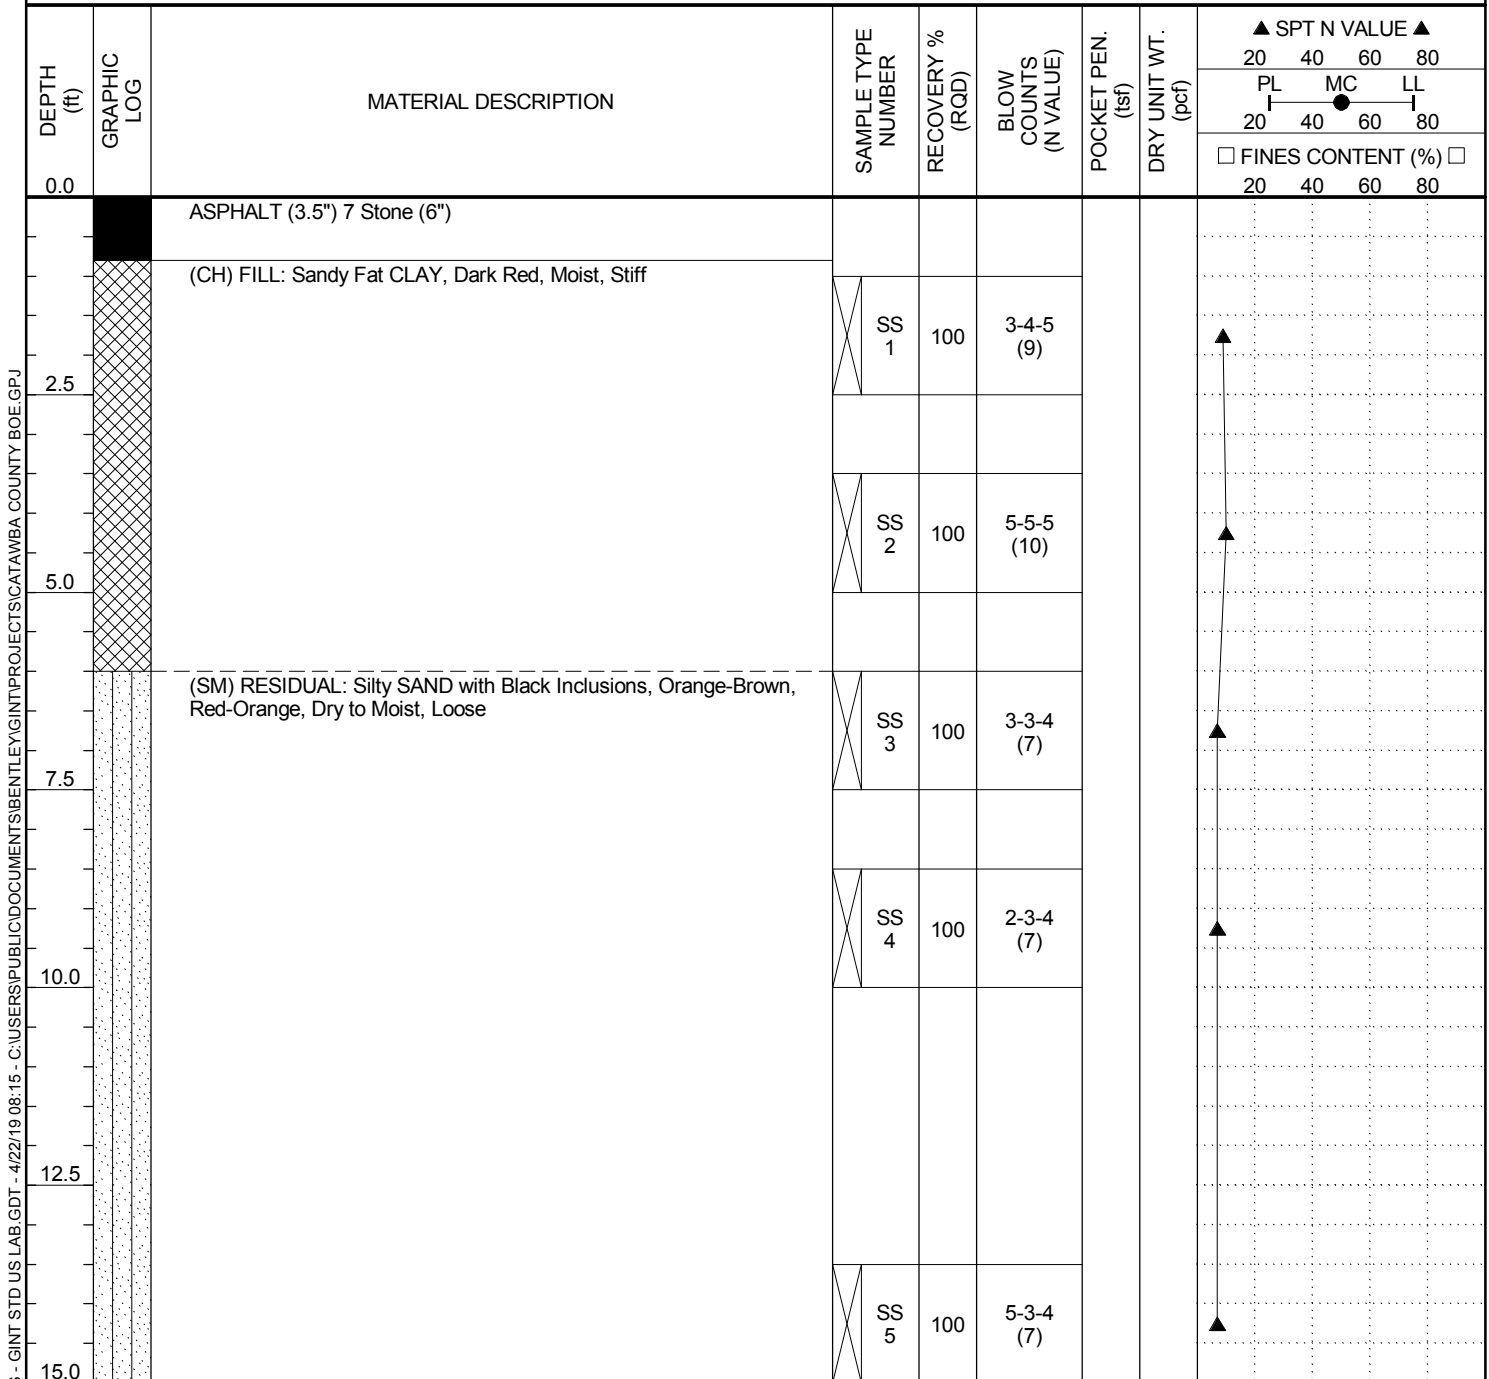 DEPTH
(ft)
GRAPHIC
LOG
MATERIAL DESCRIPTION
SAMPLE TYPE
NUMBER
RECOVERY %
(RQD)
BLOW
COUNTS
(N VALUE)
POCKET PEN.
(tsf)
DRY UNIT WT.
(pcf)
▲ SPT N VALUE ▲
20 40 60 80
PL MC LL
20 40 60 80
□ FINES CONTENT (%) □
20 40 60 80
0.0
ASPHALT (3.5") 7 Stone (6")
(CH) FILL: Sandy Fat CLAY, Dark Red, Moist, Stiff
SS
1
100
3-4-5
(9)
2.5
SS
2
100
5-5-5
(10)
5.0
(SM) RESIDUAL: Silty SAND with Black Inclusions, Orange-Brown,
Red-Orange, Dry to Moist, Loose
SS
3
100
3-3-4
(7)
7.5
SS
4
100
2-3-4
(7)
10.0
12.5
SS
5
100
5-3-4
(7)
15.0
- GINT STD US LAB.GDT - 4/22/19 08:15 - C:\USERS\PUBLIC\DOCUMENTS\BENTLEY\GINT\PROJECTS\CATAWBA COUNTY BOE.GPJ